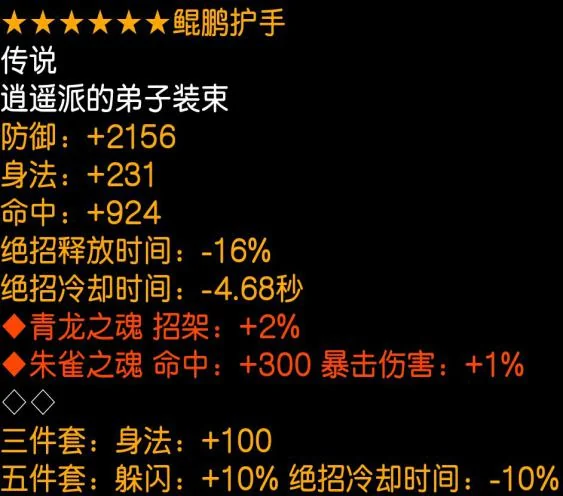 ★★★★★★鲲鹏护手
传说
逍遥派的弟子装束
防御：+2156
身法：+231
命中：+924
绝招释放时间：-16%
绝招冷却时间：-4.68秒
◆青龙之魂 招架：+2%
◆朱雀之魂 命中：+300 暴击伤害：+1%
◇◇
三件套：身法：+100
五件套：躲闪：+10% 绝招冷却时间：-10%